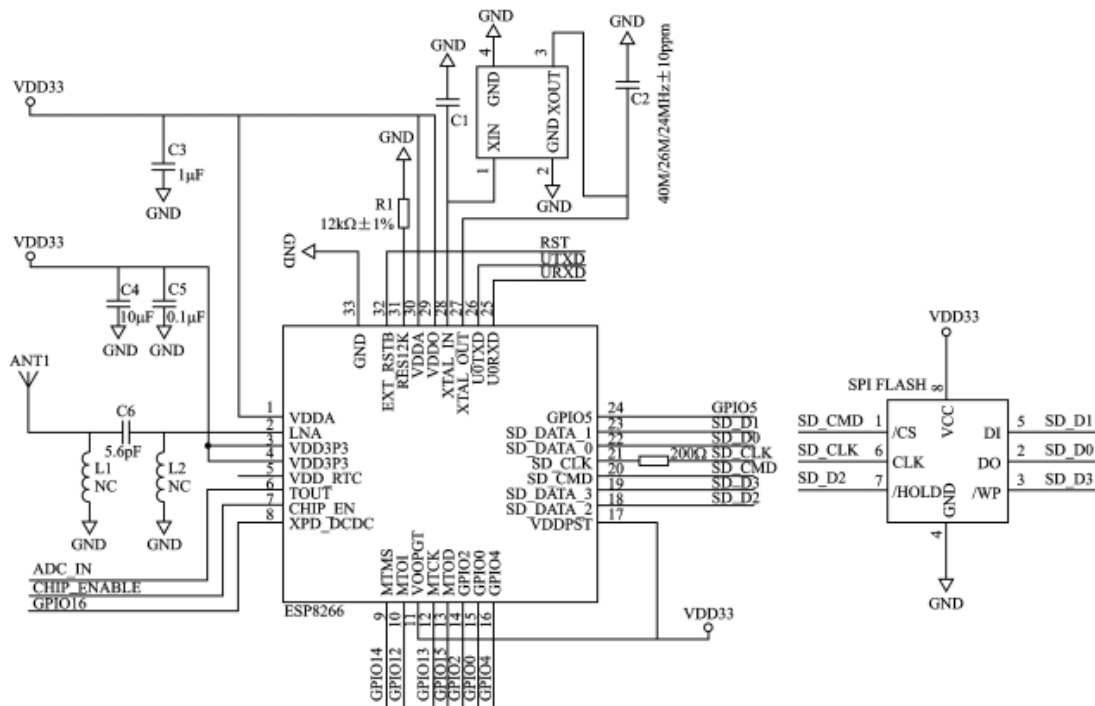 GND
GND
GND
4
3
GND
XOUT
C1
C2
XIN
GND
1
2
GND
40M/26M/24MHz±10ppm
VDD33
C3
1μF
GND
GND
R1
12kΩ±1%
GND
RST
UTXD
URXD
VDD33
C4
10μF
GND
C5
0.1μF
GND
33
32
31
30
29
28
27
26
25
GND
EXT_RSTB
RES12K
VDDA
VDDO
XTAL_IN
XTAL_OUT
U0TXD
U0RXD
ANT1
C6
5.6pF
L1
NC
GND
L2
NC
GND
1 VDDA
2 LNA
3 VDD3P3
4 VDD3P3
5 VDD_RTC
6 TOUT
7 CHIP_EN
8 XPD_DCDC
ADC_IN
CHIP_ENABLE
GPIO16
GPIO5 24 GPIO5
SD_DATA_1 23 SD_D1
SD_DATA_0 22 SD_D0
SD_CLK 21 200Ω SD_CLK
SD_CMD 20 SD_CMD
SD_DATA_3 19 SD_D3
SD_DATA_2 18 SD_D2
VDDPST 17
MTMS
MTOI
VOOPGT
MTCK
MTOD
GPIO2
GPIO0
GPIO4
ESP8266
9
10
11
12
13
14
15
16
GPIO14
GPIO12
GPIO13
GPIO15
GPIO2
GPIO0
GPIO4
VDD33
VDD33
SPI FLASH
8
VCC
SD_CMD 1 /CS
SD_CLK 6 CLK
SD_D2 7 /HOLD
DI 5 SD_D1
DO 2 SD_D0
/WP 3 SD_D3
GND
4
GND